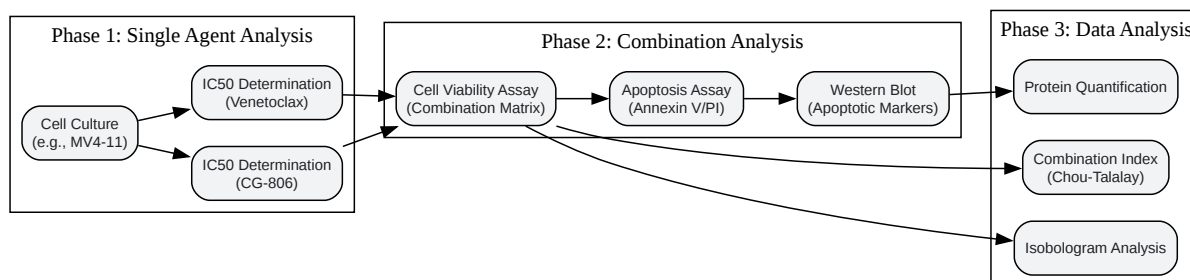 Phase 1: Single Agent Analysis
Cell Culture
(e.g., MV4-11)
IC50 Determination
(Venetoclax)
IC50 Determination
(CG-806)
Phase 2: Combination Analysis
Cell Viability Assay
(Combination Matrix)
Apoptosis Assay
(Annexin V/PI)
Western Blot
(Apoptotic Markers)
Phase 3: Data Analysis
Protein Quantification
Combination Index
(Chou-Talalay)
Isobologram Analysis